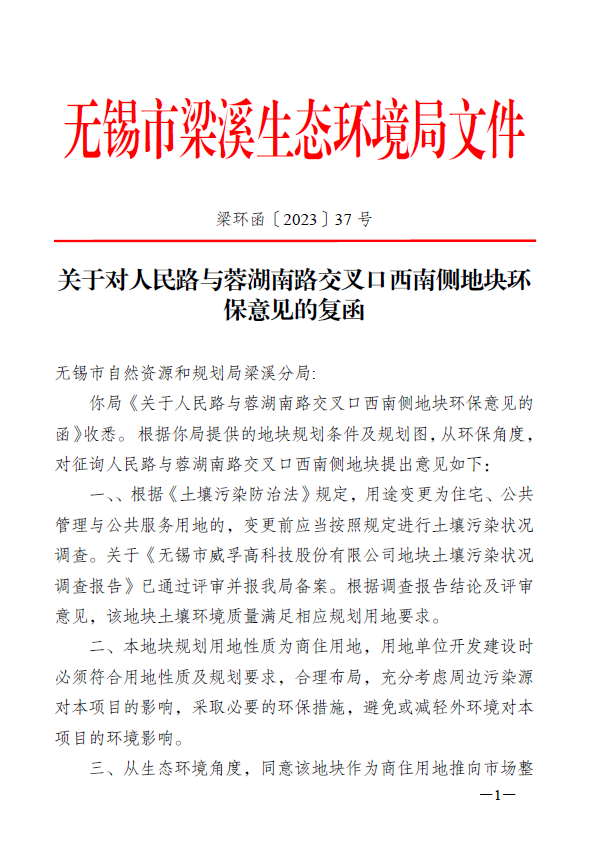 无锡市梁溪生态环境局文件
梁环函〔2023〕37 号
关于对人民路与蓉湖南路交叉口西南侧地块环
保意见的复函
无锡市自然资源和规划局梁溪分局:
你局《关于人民路与蓉湖南路交叉口西南侧地块环保意见的
函》收悉。根据你局提供的地块规划条件及规划图，从环保角度，
对征询人民路与蓉湖南路交叉口西南侧地块提出意见如下：
一、、根据《土壤污染防治法》规定，用途变更为住宅、公共
管理与公共服务用地的，变更前应当按照规定进行土壤污染状况
调查。关于《无锡市威孚高科技股份有限公司地块土壤污染状况
调查报告》已通过评审并报我局备案。根据调查报告结论及评审
意见，该地块土壤环境质量满足相应规划用地要求。
二、本地块规划用地性质为商住用地，用地单位开发建设时
必须符合用地性质及规划要求，合理布局，充分考虑周边污染源
对本项目的影响，采取必要的环保措施，避免或减轻外环境对本
项目的环境影响。
三、从生态环境角度，同意该地块作为商住用地推向市场整
—1—